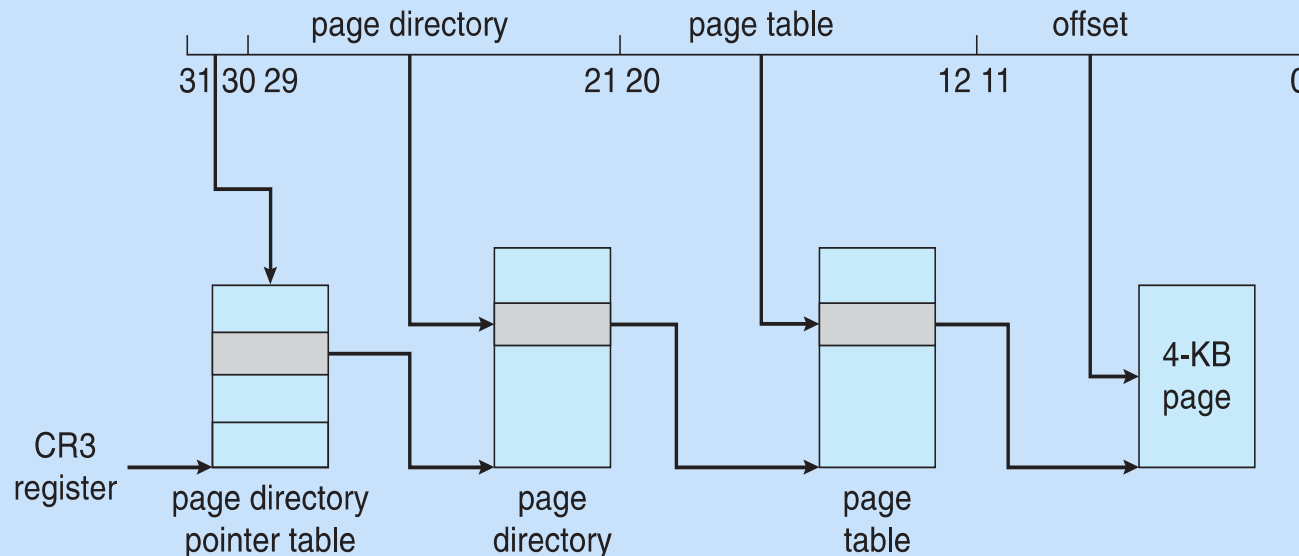 page directory page table offset
31 30 29 21 20 12 11 0
4-KB
page
CR3
register
page directory
pointer table
page
directory
page
table